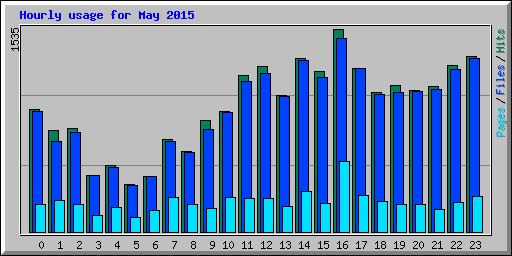 Hourly usage for May 2015
1535
Pages / Files / Hits
0 1 2 3 4 5 6 7 8 9 10 11 12 13 14 15 16 17 18 19 20 21 22 23